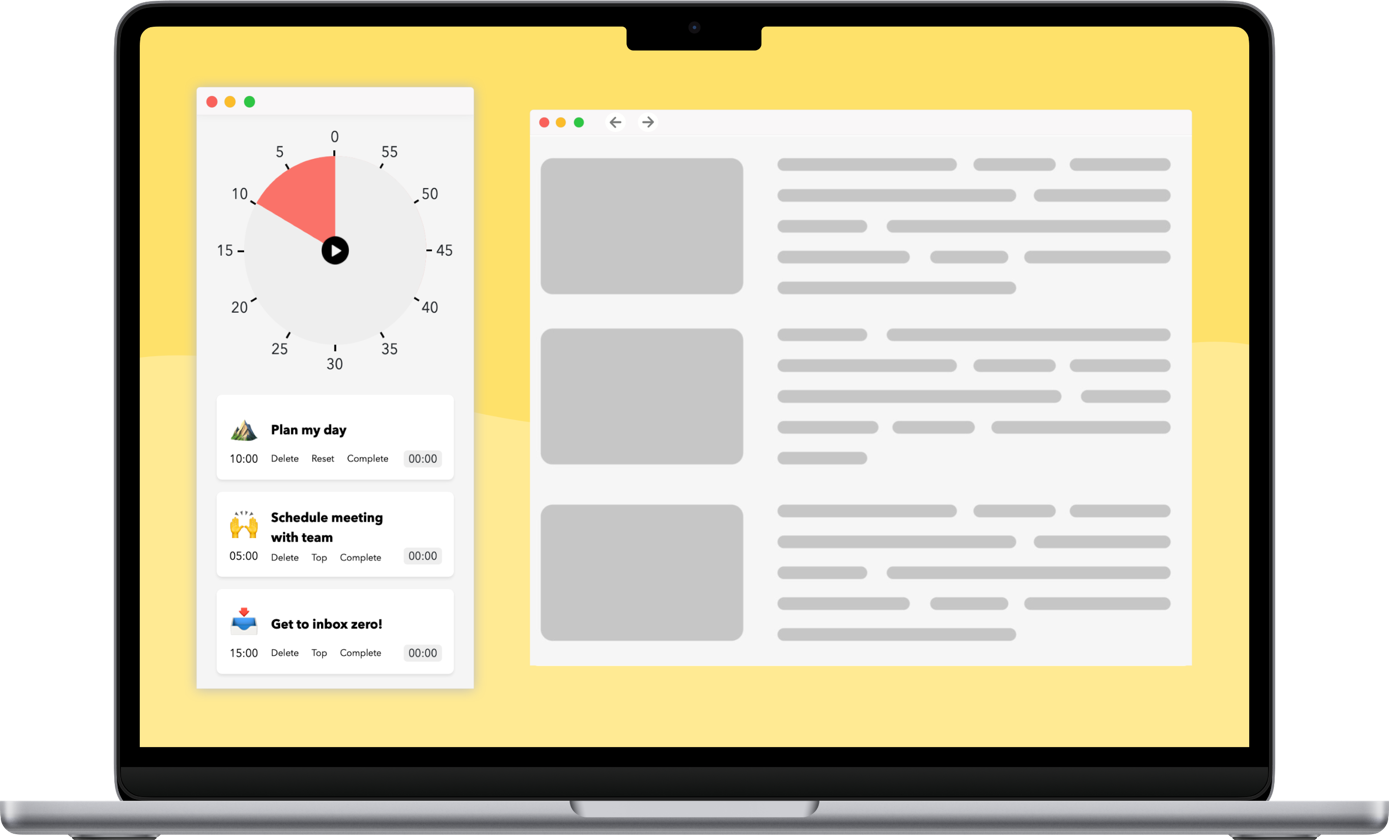 0
5 55
10 50
15 45
20 40
25 35
30
Plan my day
10:00 Delete Reset Complete 00:00
Schedule meeting
with team
05:00 Delete Top Complete 00:00
Get to inbox zero!
15:00 Delete Top Complete 00:00